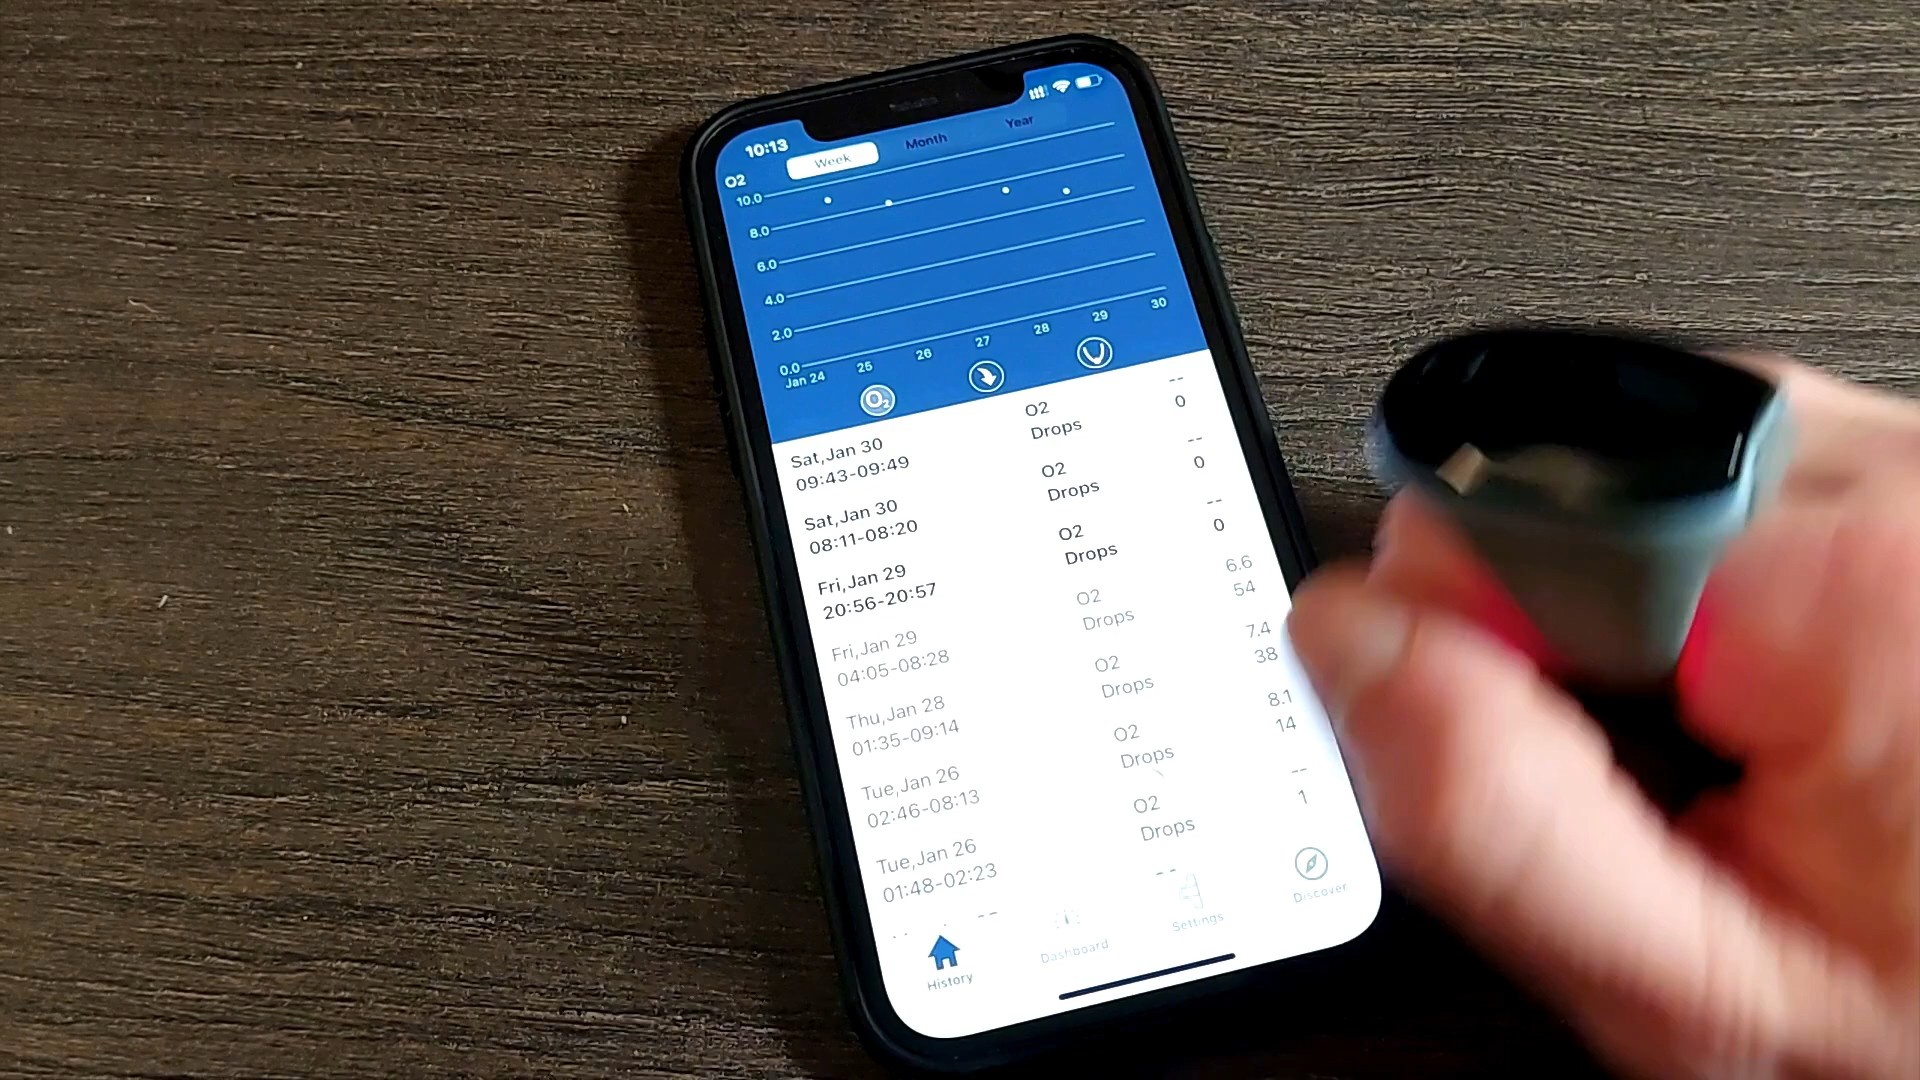 10:13
Week Month Year
O2
10.0
8.0
6.0
4.0
2.0
0.0
Jan 24 25 26 27 28 29 30
O2
Sat,Jan 30 O2 --
09:43-09:49 Drops 0
Sat,Jan 30 O2 --
08:11-08:20 Drops 0
Fri,Jan 29 O2 --
20:56-20:57 Drops 0
Fri,Jan 29 O2 6.6
04:05-08:28 Drops 54
Thu,Jan 28 O2 7.4
01:35-09:14 Drops 38
Tue,Jan 26 O2 8.1
02:46-08:13 Drops 14
Tue,Jan 26 O2 --
01:48-02:23 Drops 1
History Dashboard Settings Discover